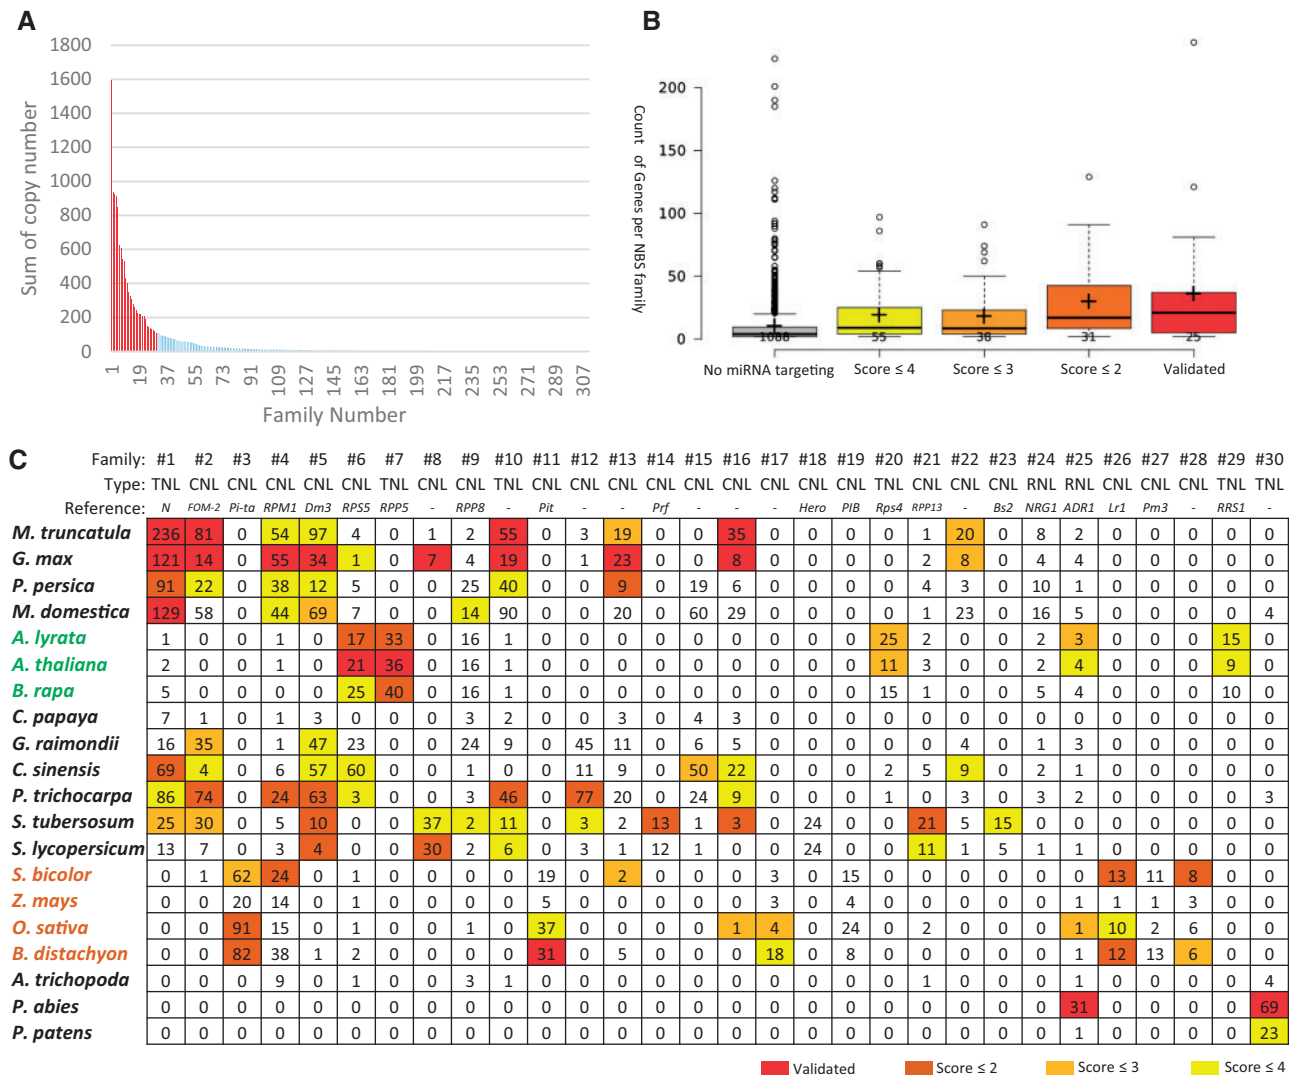 A
1800
1600
1400
1200
1000
800
600
400
200
0
Sum of copy number
1 19 37 55 73 91 109 127 145 163 181 199 217 235 253 271 289 307
Family Number
B
200
150
100
50
0
Count of Genes per NBS family
1088 55 38 31 25
No miRNA targeting Score ≤ 4 Score ≤ 3 Score ≤ 2 Validated
C
Family: #1 #2 #3 #4 #5 #6 #7 #8 #9 #10 #11 #12 #13 #14 #15 #16 #17 #18 #19 #20 #21 #22 #23 #24 #25 #26 #27 #28 #29 #30
Type: TNL CNL CNL CNL CNL CNL TNL CNL CNL TNL CNL CNL CNL CNL CNL CNL CNL CNL CNL TNL CNL CNL CNL RNL RNL CNL CNL CNL TNL TNL
Reference: N FOM-2 Pi-ta RPM1 Dm3 RPS5 RPP5 - RPP8 - Pit - - Prf - - - Hero PIB Rps4 RPP13 - Bs2 NRG1 ADR1 Lr1 Pm3 - RRS1 -
M. truncatula 236 81 0 54 97 4 0 1 2 55 0 3 19 0 0 35 0 0 0 0 1 20 0 8 2 0 0 0 0 0
G. max 121 14 0 55 34 1 0 7 4 19 0 1 23 0 0 8 0 0 0 0 2 8 0 4 4 0 0 0 0 0
P. persica 91 22 0 38 12 5 0 0 25 40 0 0 9 0 19 6 0 0 0 0 4 3 0 10 1 0 0 0 0 0
M. domestica 129 58 0 44 69 7 0 0 14 90 0 0 20 0 60 29 0 0 0 0 1 23 0 16 5 0 0 0 0 4
A. lyrata 1 0 0 1 0 17 33 0 16 1 0 0 0 0 0 0 0 0 0 25 2 0 0 2 3 0 0 0 15 0
A. thaliana 2 0 0 1 0 21 36 0 16 1 0 0 0 0 0 0 0 0 0 11 3 0 0 2 4 0 0 0 9 0
B. rapa 5 0 0 0 0 25 40 0 16 1 0 0 0 0 0 0 0 0 0 15 1 0 0 5 4 0 0 0 10 0
C. papaya 7 1 0 1 3 0 0 0 3 2 0 0 3 0 4 3 0 0 0 0 0 0 0 0 0 0 0 0 0 0
G. raimondii 16 35 0 1 47 23 0 0 24 9 0 45 11 0 6 5 0 0 0 0 0 4 0 1 3 0 0 0 0 0
C. sinensis 69 4 0 6 57 60 0 0 1 0 0 11 9 0 50 22 0 0 0 2 5 9 0 2 1 0 0 0 0 0
P. trichocarpa 86 74 0 24 63 3 0 0 3 46 0 77 20 0 24 9 0 0 0 1 0 3 0 3 2 0 0 0 0 3
S. tubersosum 25 30 0 5 10 0 0 37 2 11 0 3 2 13 1 3 0 24 0 0 21 5 15 0 0 0 0 0 0 0
S. lycopersicum 13 7 0 3 4 0 0 30 2 6 0 3 1 12 1 0 0 24 0 0 11 1 5 1 1 0 0 0 0 0
S. bicolor 0 1 62 24 0 1 0 0 0 0 19 0 2 0 0 0 3 0 15 0 0 0 0 0 0 13 11 8 0 0
Z. mays 0 0 20 14 0 1 0 0 0 0 5 0 0 0 0 0 3 0 4 0 0 0 0 0 1 1 1 3 0 0
O. sativa 0 0 91 15 0 1 0 0 1 0 37 0 0 0 0 1 4 0 24 0 2 0 0 0 1 10 2 6 0 0
B. distachyon 0 0 82 38 1 2 0 0 0 0 31 0 5 0 0 0 18 0 8 0 0 0 0 0 1 12 13 6 0 0
A. trichopoda 0 0 0 9 0 1 0 0 3 1 0 0 0 0 0 0 0 0 0 0 1 0 0 0 1 0 0 0 0 4
P. abies 0 0 0 0 0 0 0 0 0 0 0 0 0 0 0 0 0 0 0 0 0 0 0 0 31 0 0 0 0 69
P. patens 0 0 0 0 0 0 0 0 0 0 0 0 0 0 0 0 0 0 0 0 0 0 0 0 1 0 0 0 0 23
Validated Score ≤ 2 Score ≤ 3 Score ≤ 4